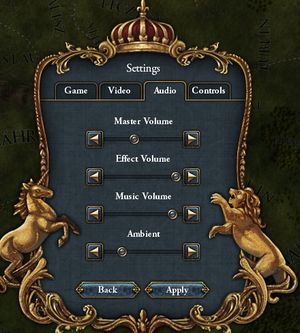 Settings
Game Video Audio Controls
Master Volume
Effect Volume
Music Volume
Ambient
Back Apply